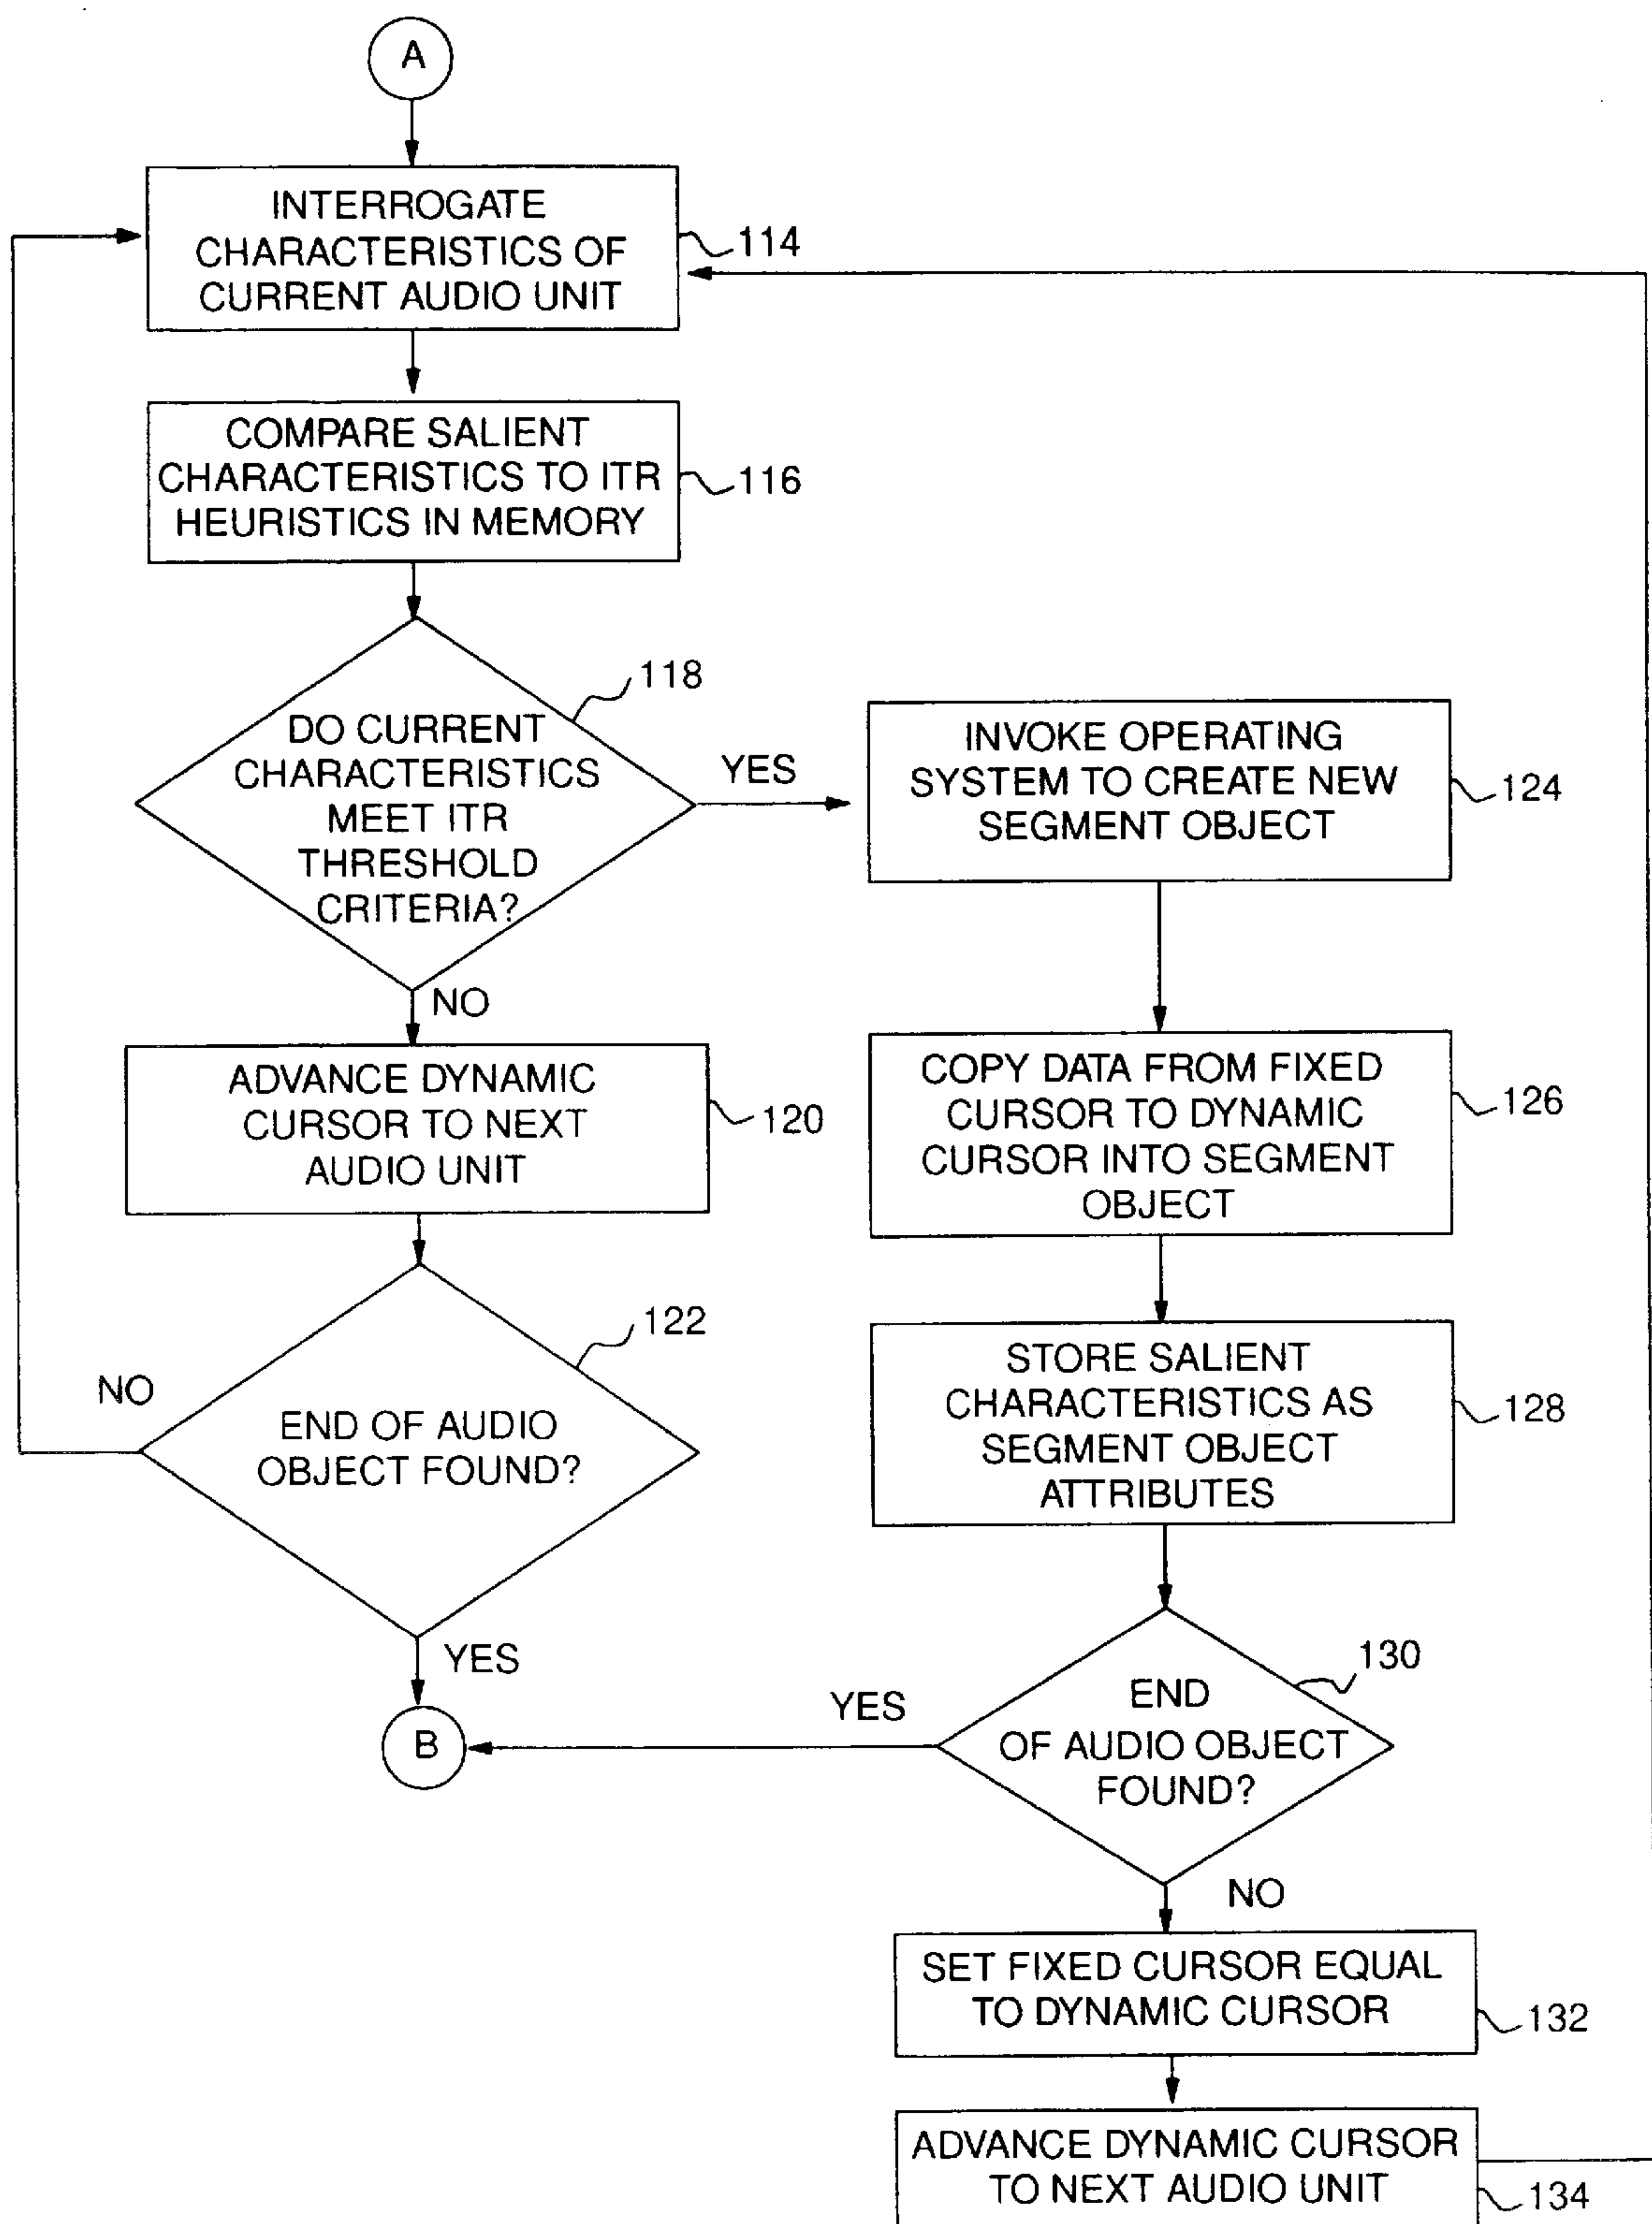 A
INTERROGATE
CHARACTERISTICS OF
CURRENT AUDIO UNIT
114
COMPARE SALIENT
CHARACTERISTICS TO ITR
HEURISTICS IN MEMORY
116
118
DO CURRENT
CHARACTERISTICS
MEET ITR
THRESHOLD
CRITERIA?
YES
NO
INVOKE OPERATING
SYSTEM TO CREATE NEW
SEGMENT OBJECT
124
ADVANCE DYNAMIC
CURSOR TO NEXT
AUDIO UNIT
120
COPY DATA FROM FIXED
CURSOR TO DYNAMIC
CURSOR INTO SEGMENT
OBJECT
126
122
END OF AUDIO
OBJECT FOUND?
NO
YES
STORE SALIENT
CHARACTERISTICS AS
SEGMENT OBJECT
ATTRIBUTES
128
B
130
END
OF AUDIO OBJECT
FOUND?
YES
NO
SET FIXED CURSOR EQUAL
TO DYNAMIC CURSOR
132
ADVANCE DYNAMIC CURSOR
TO NEXT AUDIO UNIT
134